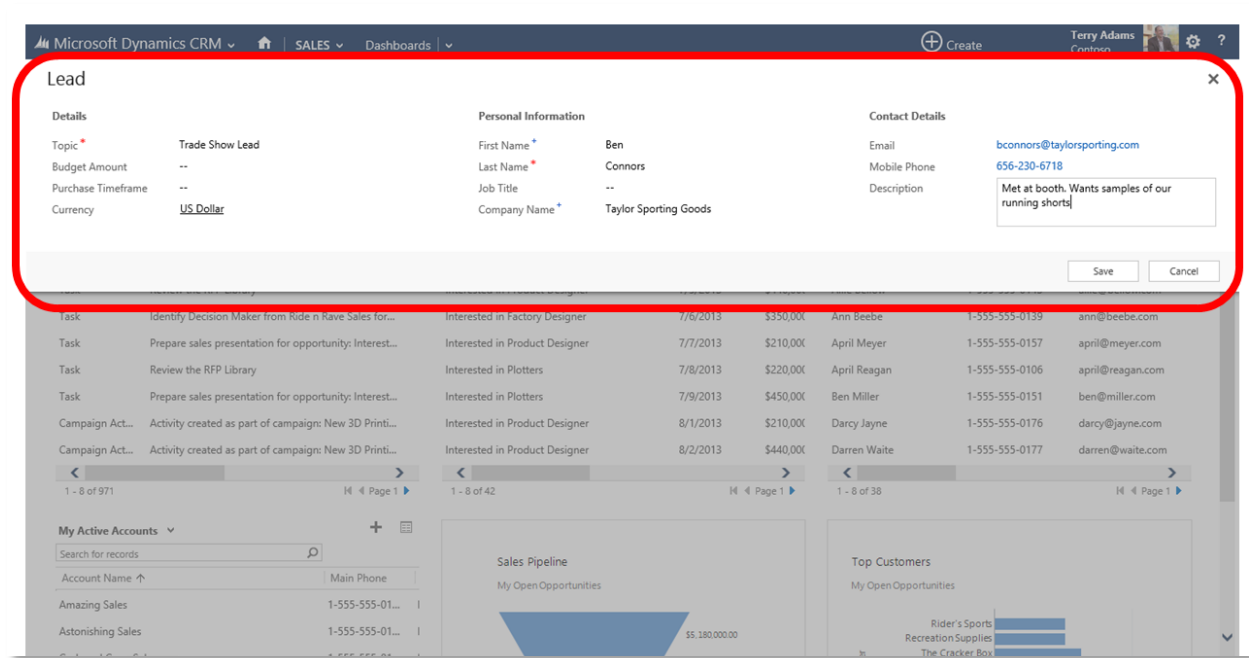 Microsoft Dynamics CRM SALES Dashboards Create Terry Adams ?
Contoso
Lead
Details Personal Information Contact Details
Topic * Trade Show Lead First Name + Ben Email bconnors@taylorsporting.com
Budget Amount -- Last Name * Connors Mobile Phone 656-230-6718
Purchase Timeframe -- Job Title -- Description Met at booth. Wants samples of our
running shorts
Currency US Dollar Company Name + Taylor Sporting Goods
Save Cancel
Task Identify Decision Maker from Ride n Rave Sales for... Interested in Factory Designer 7/6/2013 $350,00( Ann Beebe 1-555-555-0139 ann@beebe.com
Task Prepare sales presentation for opportunity: Interest... Interested in Product Designer 7/7/2013 $210,00( April Meyer 1-555-555-0157 april@meyer.com
Task Review the RFP Library Interested in Plotters 7/8/2013 $220,00( April Reagan 1-555-555-0106 april@reagan.com
Task Prepare sales presentation for opportunity: Interest... Interested in Plotters 7/9/2013 $450,00( Ben Miller 1-555-555-0151 ben@miller.com
Campaign Act... Activity created as part of campaign: New 3D Printi... Interested in Product Designer 8/1/2013 $210,00( Darcy Jayne 1-555-555-0176 darcy@jayne.com
Campaign Act... Activity created as part of campaign: New 3D Printi... Interested in Product Designer 8/2/2013 $440,00( Darren Waite 1-555-555-0177 darren@waite.com
1 - 8 of 971 Page 1 1 - 8 of 42 Page 1 1 - 8 of 38 Page 1
My Active Accounts
Search for records
Account Name Main Phone
Amazing Sales 1-555-555-01...
Astonishing Sales 1-555-555-01...
Sales Pipeline
My Open Opportunities
$5,180,000.00
Top Customers
My Open Opportunities
Rider's Sports
Recreation Supplies
The Cracker Box